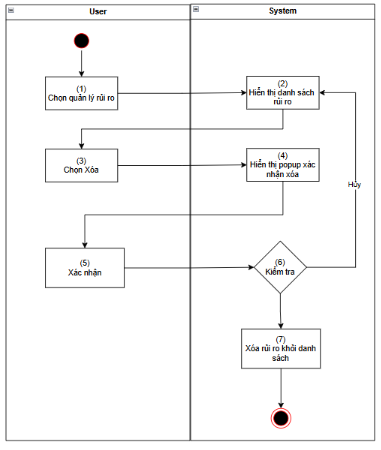 User
System
(1)
Chọn quản lý rủi ro
(2)
Hiển thị danh sách
rủi ro
(3)
Chọn Xóa
(4)
Hiển thị popup xác
nhận xóa
Hủy
(5)
Xác nhận
(6)
Kiểm tra
(7)
Xóa rủi ro khỏi danh
sách